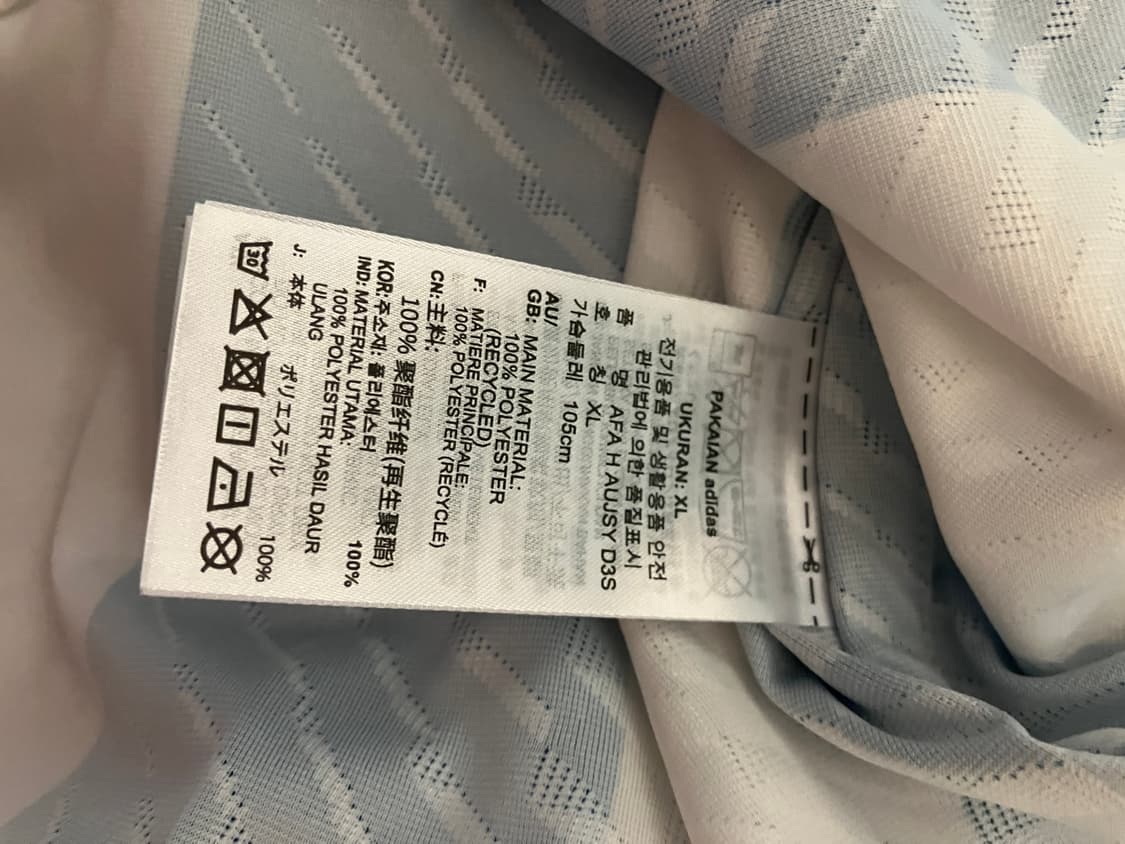 PAKAIAN adidas
UKURAN: XL
전기용품 및 생활용품 안전
관리법에 의한 품질표시
품 명 AFA H AUJSY D3S
호 칭 XL
가슴둘레 105cm
AU/
GB: MAIN MATERIAL:
100% POLYESTER
(RECYCLED)
F: MATIERE PRINCIPALE:
100% POLYESTER (RECYCLÉ)
CN:主料:
100% 聚酯纤维(再生聚酯)
KOR:주소재: 폴리에스터 100%
IND: MATERIAL UTAMA:
100% POLYESTER HASIL DAUR
ULANG
J: 本体 ポリエステル 100%
30